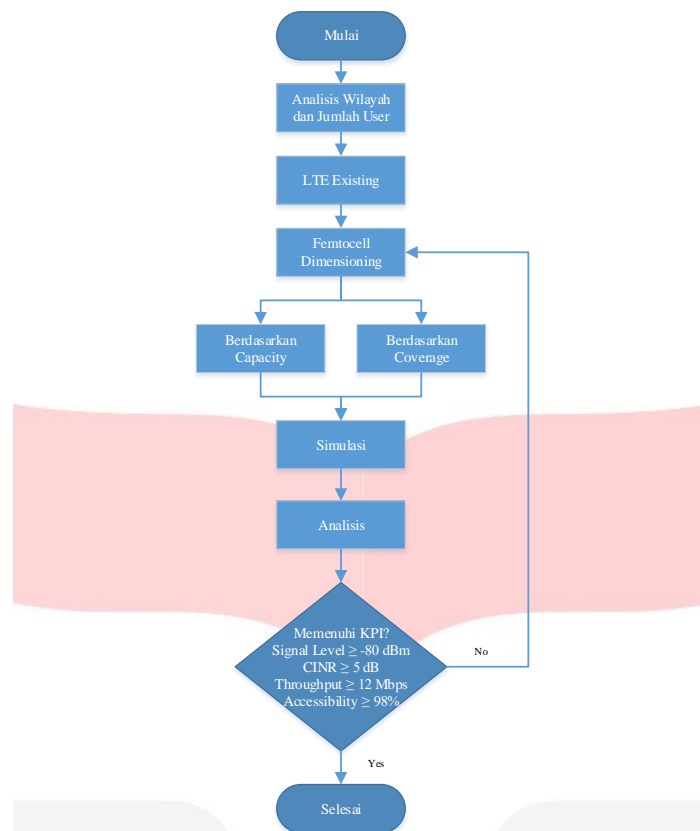 Mulai
Analisis Wilayah
dan Jumlah User
LTE Existing
Femtocell
Dimensioning
Berdasarkan
Capacity
Berdasarkan
Coverage
Simulasi
Analisis
Memenuhi KPI?
Signal Level ≥ -80 dBm
CINR ≥ 5 dB
Throughput ≥ 12 Mbps
Accessibility ≥ 98%
No
Yes
Selesai